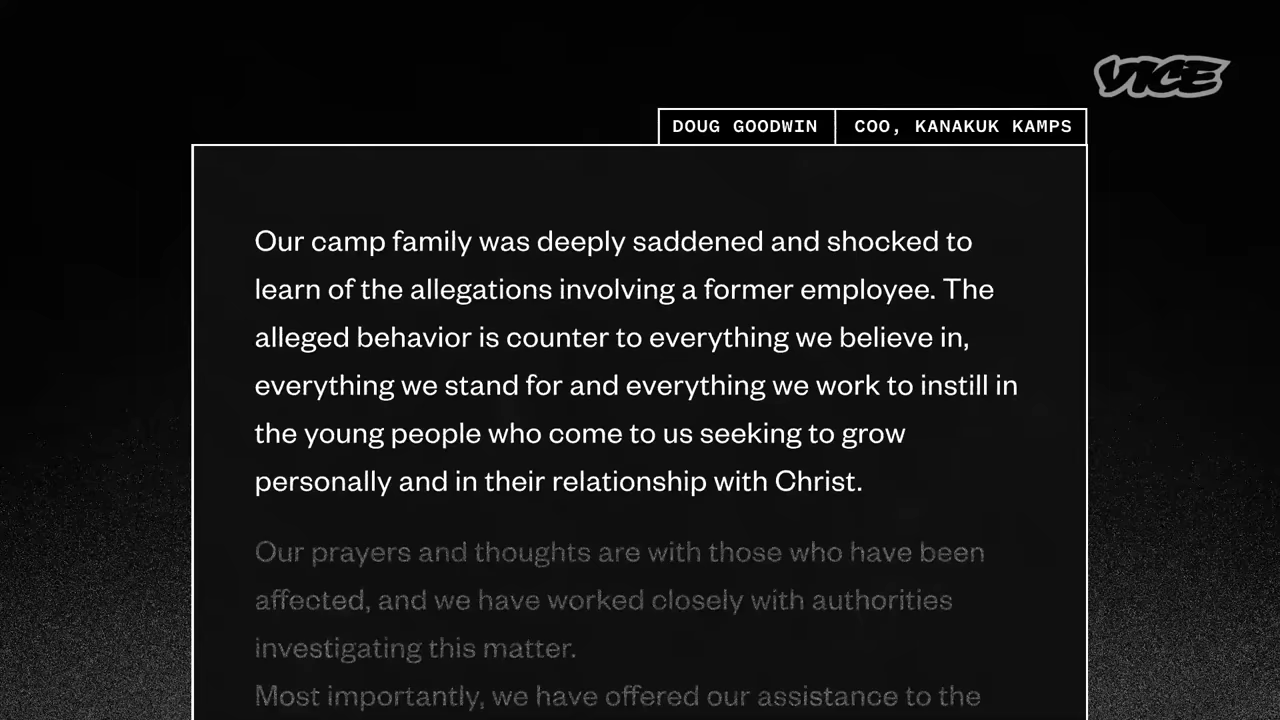 VICE
DOUG GOODWIN COO, KANAKUK KAMPS
Our camp family was deeply saddened and shocked to
learn of the allegations involving a former employee. The
alleged behavior is counter to everything we believe in,
everything we stand for and everything we work to instill in
the young people who come to us seeking to grow
personally and in their relationship with Christ.
Our prayers and thoughts are with those who have been
affected, and we have worked closely with authorities
investigating this matter.
Most importantly, we have offered our assistance to the